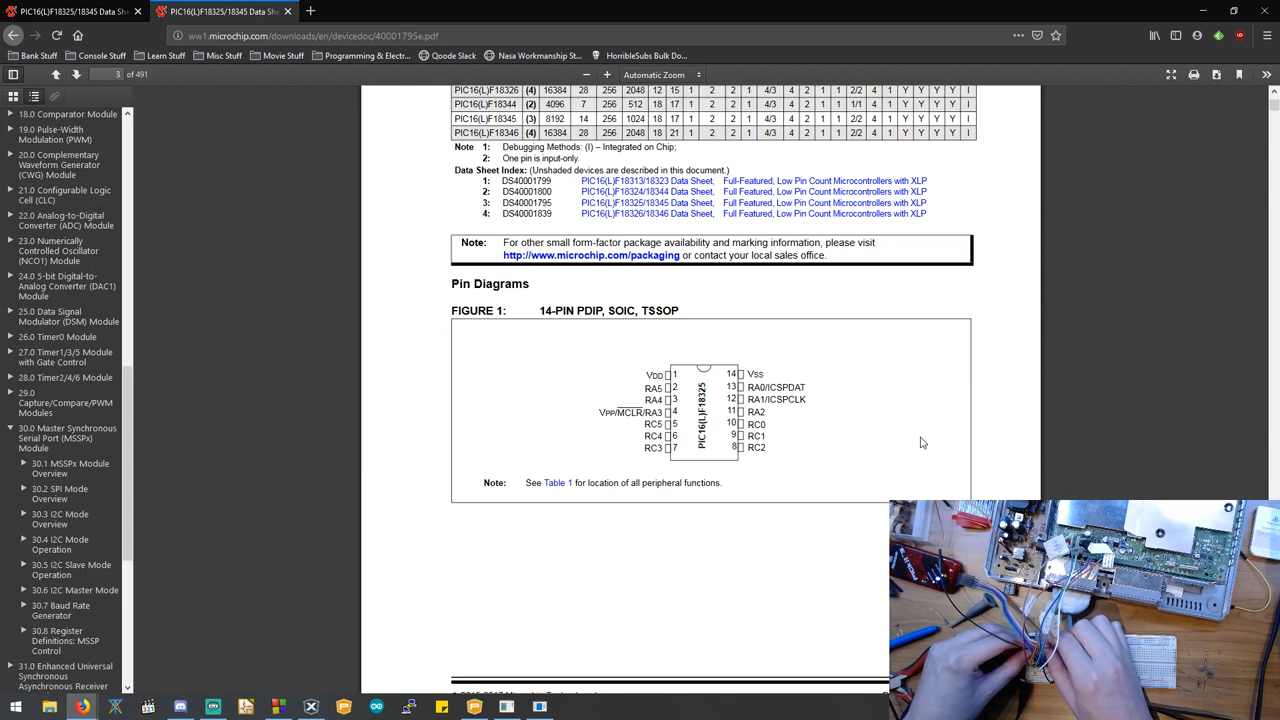 PIC16(L)F18325/18345 Data She
PIC16(L)F18325/18345 Data She
ww1.microchip.com/downloads/en/devicedoc/40001795e.pdf
Bank Stuff
Console Stuff
Learn Stuff
Misc Stuff
Movie Stuff
Programming & Electri...
Qoode Slack
Nasa Workmanship St...
HorribleSubs Bulk Do...
3 of 491
Automatic Zoom
18.0 Comparator Module
19.0 Pulse-Width
Modulation (PWM)
20.0 Complementary
Waveform Generator
(CWG) Module
21.0 Configurable Logic
Cell (CLC)
22.0 Analog-to-Digital
Converter (ADC) Module
23.0 Numerically
Controlled Oscillator
(NCO1) Module
24.0 5-bit Digital-to-
Analog Converter (DAC1)
Module
25.0 Data Signal
Modulator (DSM) Module
26.0 Timer0 Module
27.0 Timer1/3/5 Module
with Gate Control
28.0 Timer2/4/6 Module
29.0
Capture/Compare/PWM
Modules
30.0 Master Synchronous
Serial Port (MSSPx)
Module
30.1 MSSPx Module
Overview
30.2 SPI Mode
Overview
30.3 I2C Mode
Overview
30.4 I2C Mode
Operation
30.5 I2C Slave Mode
Operation
30.6 I2C Master Mode
30.7 Baud Rate
Generator
30.8 Register
Definitions: MSSP
Control
31.0 Enhanced Universal
Synchronous
Asynchronous Receiver
PIC16(L)F18326 (4) 16384 28 256 2048 12 15 1 2 2 1 4/3 4 2 1 1 2/2 4 1 Y Y Y Y I
PIC16(L)F18344 (2) 4096 7 256 512 18 17 1 2 2 1 4/3 4 2 1 1 1/1 4 1 Y Y Y Y I
PIC16(L)F18345 (3) 8192 14 256 1024 18 17 1 2 2 1 4/3 4 2 1 1 2/2 4 1 Y Y Y Y I
PIC16(L)F18346 (4) 16384 28 256 2048 18 21 1 2 2 1 4/3 4 2 1 1 2/2 4 1 Y Y Y Y I
Note 1: Debugging Methods: (I) – Integrated on Chip;
2: One pin is input-only.
Data Sheet Index: (Unshaded devices are described in this document.)
1: DS40001799 PIC16(L)F18313/18323 Data Sheet, Full-Featured, Low Pin Count Microcontrollers with XLP
2: DS40001800 PIC16(L)F18324/18344 Data Sheet, Full Featured, Low Pin Count Microcontrollers with XLP
3: DS40001795 PIC16(L)F18325/18345 Data Sheet, Full Featured, Low Pin Count Microcontrollers with XLP
4: DS40001839 PIC16(L)F18326/18346 Data Sheet, Full Featured, Low Pin Count Microcontrollers with XLP
Note: For other small form-factor package availability and marking information, please visit
http://www.microchip.com/packaging or contact your local sales office.
Pin Diagrams
FIGURE 1: 14-PIN PDIP, SOIC, TSSOP
VDD 1 14 VSS
RA5 2 13 RA0/ICSPDAT
RA4 3 12 RA1/ICSPCLK
VPP/MCLR/RA3 4 11 RA2
RC5 5 10 RC0
RC4 6 9 RC1
RC3 7 8 RC2
PIC16(L)F18325
Note: See Table 1 for location of all peripheral functions.